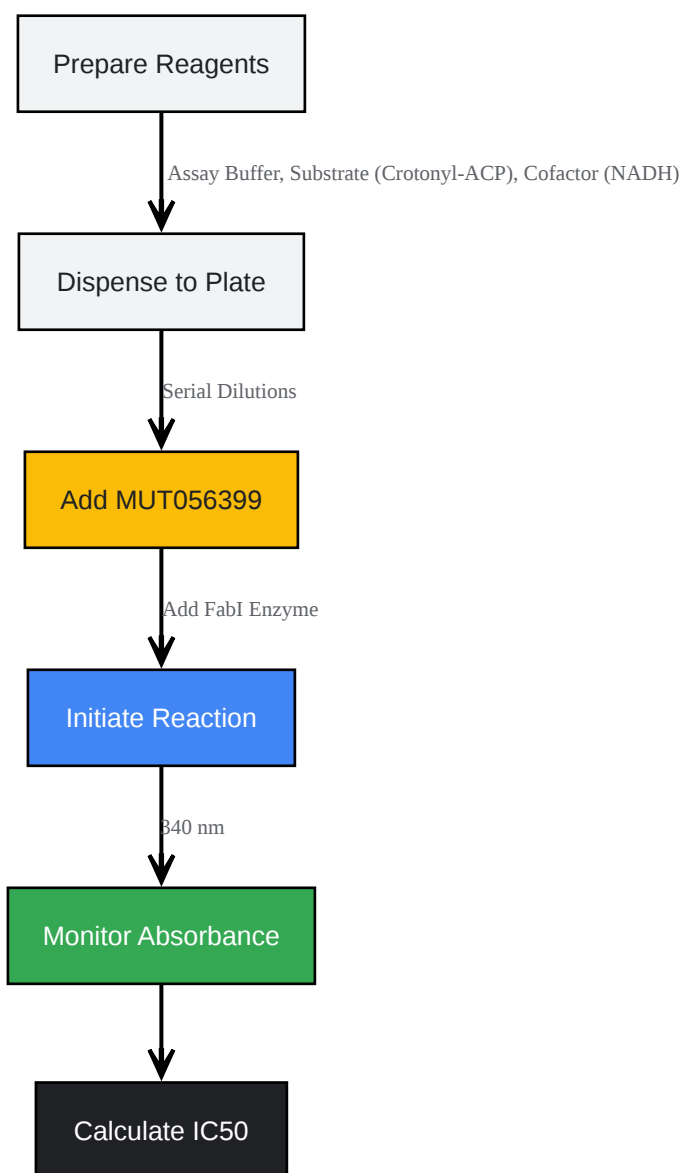 Prepare Reagents
Assay Buffer, Substrate (Crotonyl-ACP), Cofactor (NADH)
Dispense to Plate
Serial Dilutions
Add MUT056399
Add FabI Enzyme
Initiate Reaction
340 nm
Monitor Absorbance
Calculate IC50